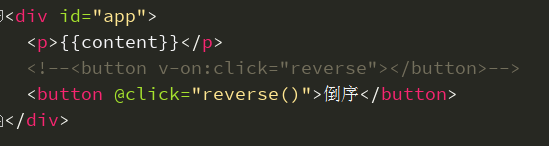 <div id="app">
<p>{{content}}</p>
<!--<button v-on:click="reverse"></button>-->
<button @click="reverse()">倒序</button>
</div>